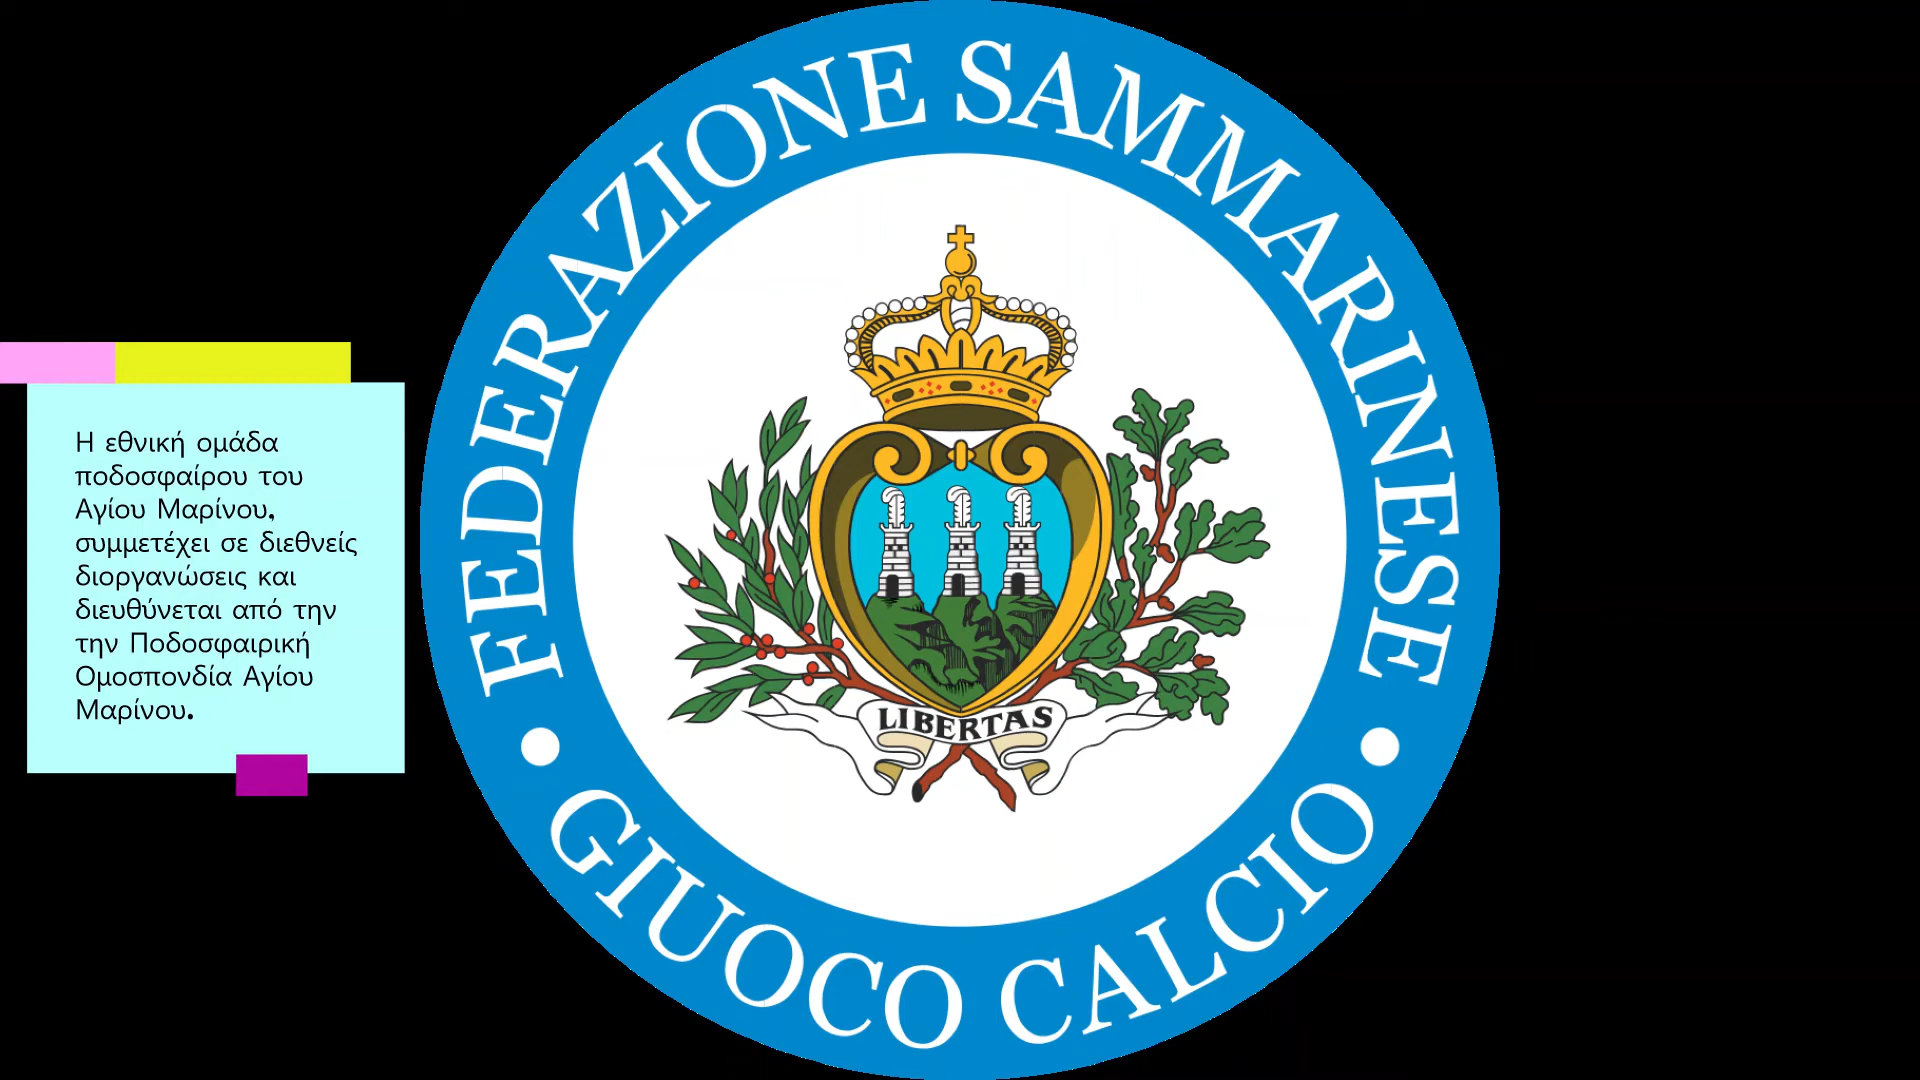 FEDERAZIONE SAMMARINESE
Η εθνική ομάδα
ποδοσφαίρου του
Αγίου Μαρίνου,
συμμετέχει σε διεθνείς
διοργανώσεις και
διευθύνεται από την
την Ποδοσφαιρική
Ομοσπονδία Αγίου
Μαρίνου.
LIBERTAS
GIUOCO CALCIO